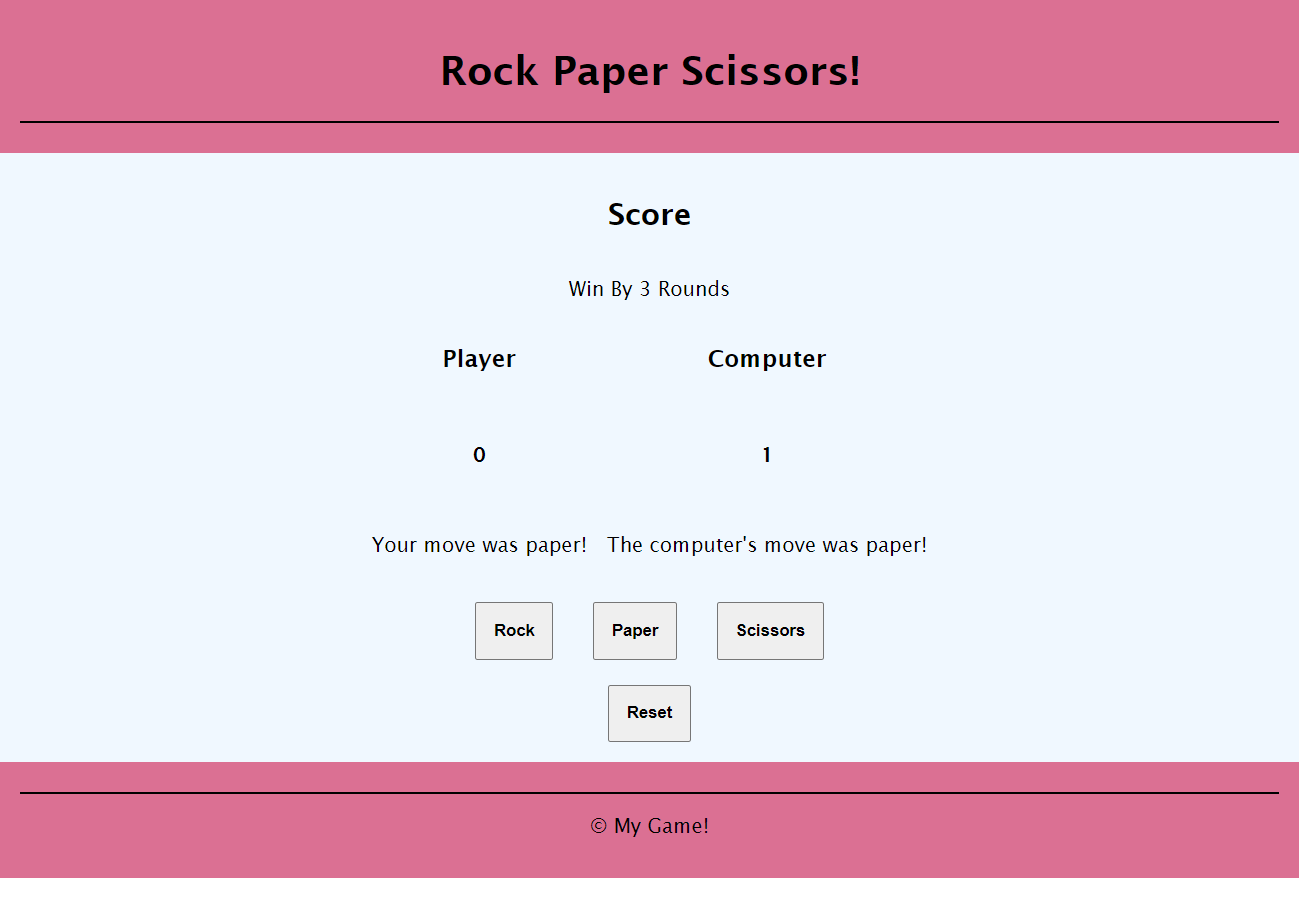 Rock Paper Scissors!
Score
Win By 3 Rounds
Player Computer
0 1
Your move was paper! The computer's move was paper!
Rock Paper Scissors
Reset
© My Game!